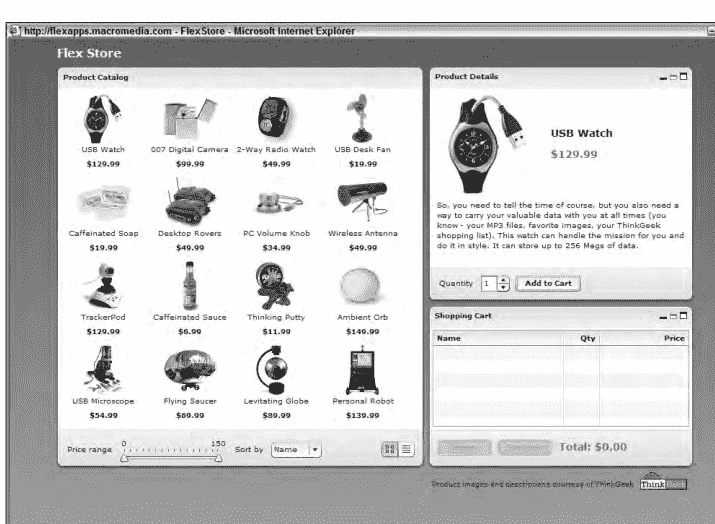 http://flexapps.macromedia.com - FlexStore - Microsoft Internet Explorer
Flex Store
Product Catalog
USB Watch
$129.99
007 Digital Camera
$99.99
2-Way Radio Watch
$49.99
USB Desk Fan
$19.99
Caffeinated Soap
$19.99
Desktop Rovers
$49.99
PC Volume Knob
$34.99
Wireless Antenna
$49.99
TrackerPod
$129.99
Caffeinated Sauce
$6.99
Thinking Putty
$11.99
Ambient Orb
$149.99
USB Microscope
$54.99
Flying Saucer
$69.99
Levitating Globe
$89.99
Personal Robot
$139.99
Price range 0 150 Sort by Name
Product Details
USB Watch
$129.99
So, you need to tell the time of course, but you also need a
way to carry your valuable data with you at all times (you
know - your MP3 files, favorite images, your ThinkGeek
shopping list). This watch can handle the mission for you and
do it in style. It can store up to 256 Megs of data.
Quantity 1 Add to Cart
Shopping Cart
Name Qty Price
Total: $0.00
Product images and descriptions courtesy of ThinkGeek Think